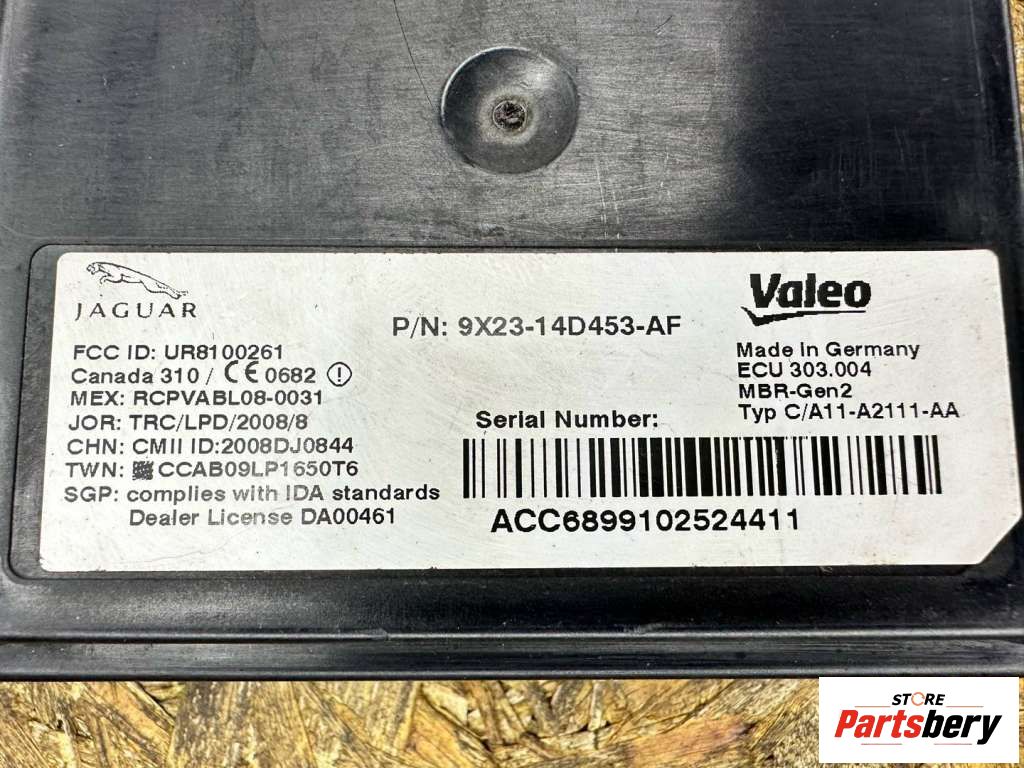 JAGUAR
P/N: 9X23-14D453-AF
Valeo
FCC ID: UR8100261
Canada 310 / CE 0682
MEX: RCPVABL08-0031
JOR: TRC/LPD/2008/8
CHN: CMII ID:2008DJ0844
TWN: CCAB09LP1650T6
SGP: complies with IDA standards
Dealer License DA00461
Made in Germany
ECU 303.004
MBR-Gen2
Typ C/A11-A2111-AA
Serial Number:
ACC6899102524411
STORE
Partsbery